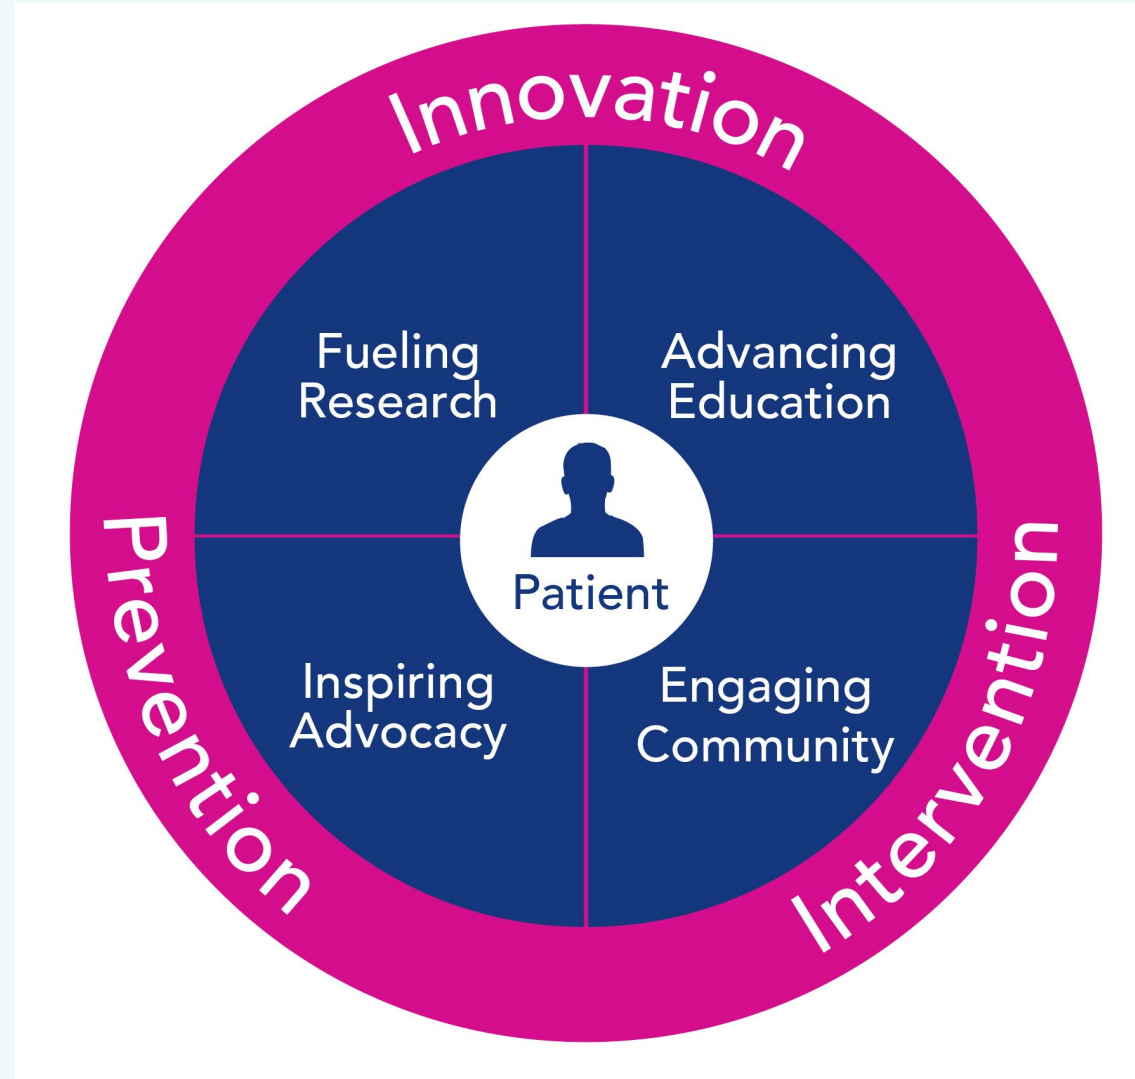 Innovation
Fueling
Research
Advancing
Education
Patient
Inspiring
Advocacy
Engaging
Community
Prevention
Intervention